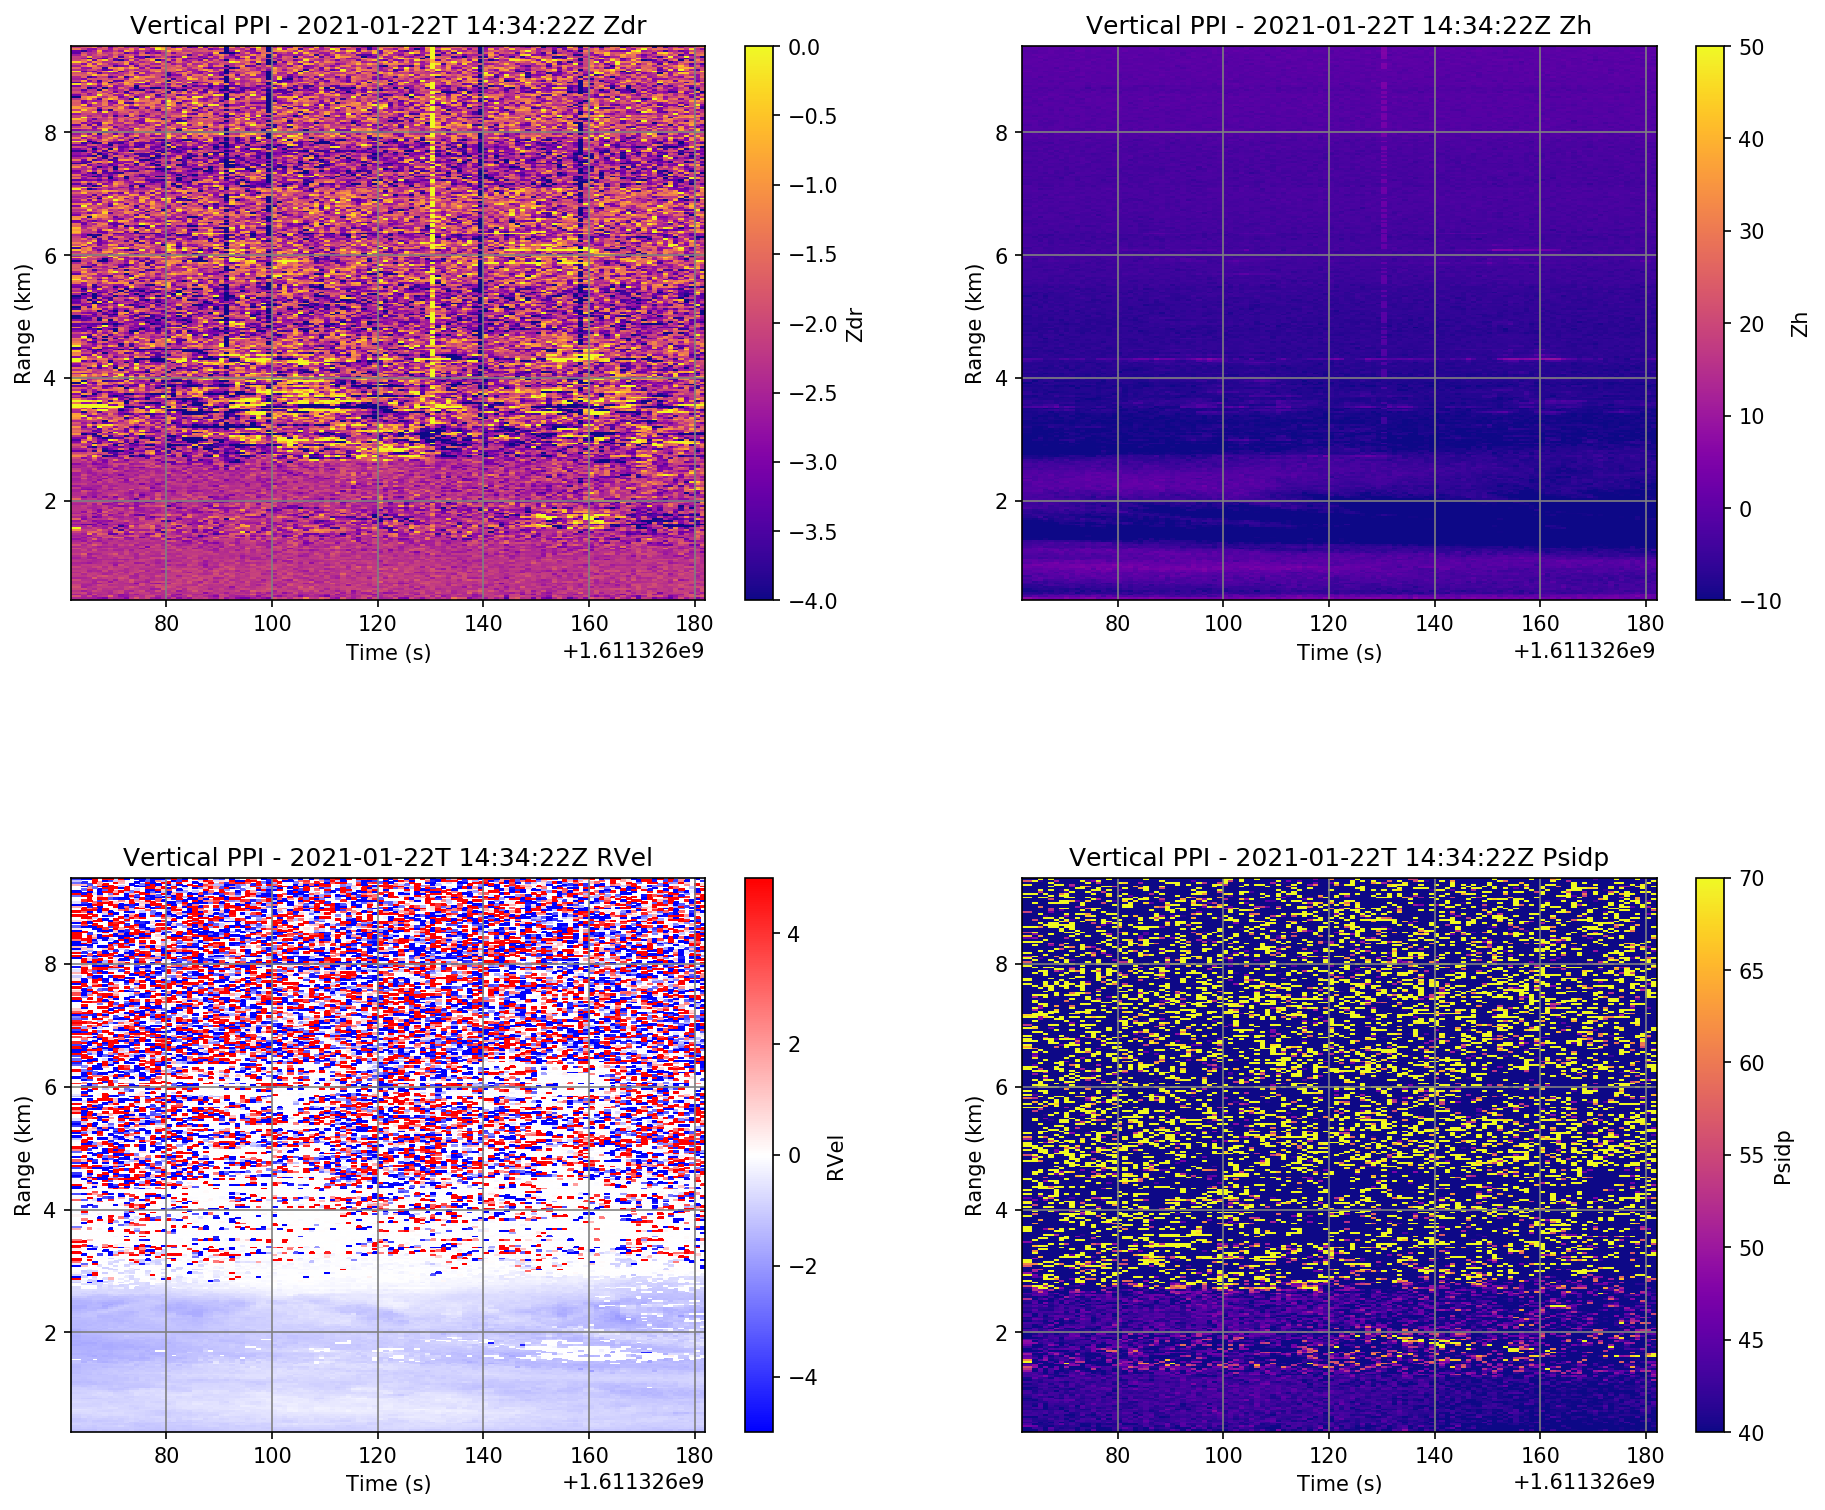 Vertical PPI - 2021-01-22T 14:34:22Z Zdr
Range (km)
8
6
4
2
80 100 120 140 160 180
Time (s)
+1.611326e9
0.0
−0.5
−1.0
−1.5
−2.0
−2.5
−3.0
−3.5
−4.0
Zdr
Vertical PPI - 2021-01-22T 14:34:22Z Zh
Range (km)
8
6
4
2
80 100 120 140 160 180
Time (s)
+1.611326e9
50
40
30
20
10
0
−10
Zh
Vertical PPI - 2021-01-22T 14:34:22Z RVel
Range (km)
8
6
4
2
80 100 120 140 160 180
Time (s)
+1.611326e9
4
2
0
−2
−4
RVel
Vertical PPI - 2021-01-22T 14:34:22Z Psidp
Range (km)
8
6
4
2
80 100 120 140 160 180
Time (s)
+1.611326e9
70
65
60
55
50
45
40
Psidp